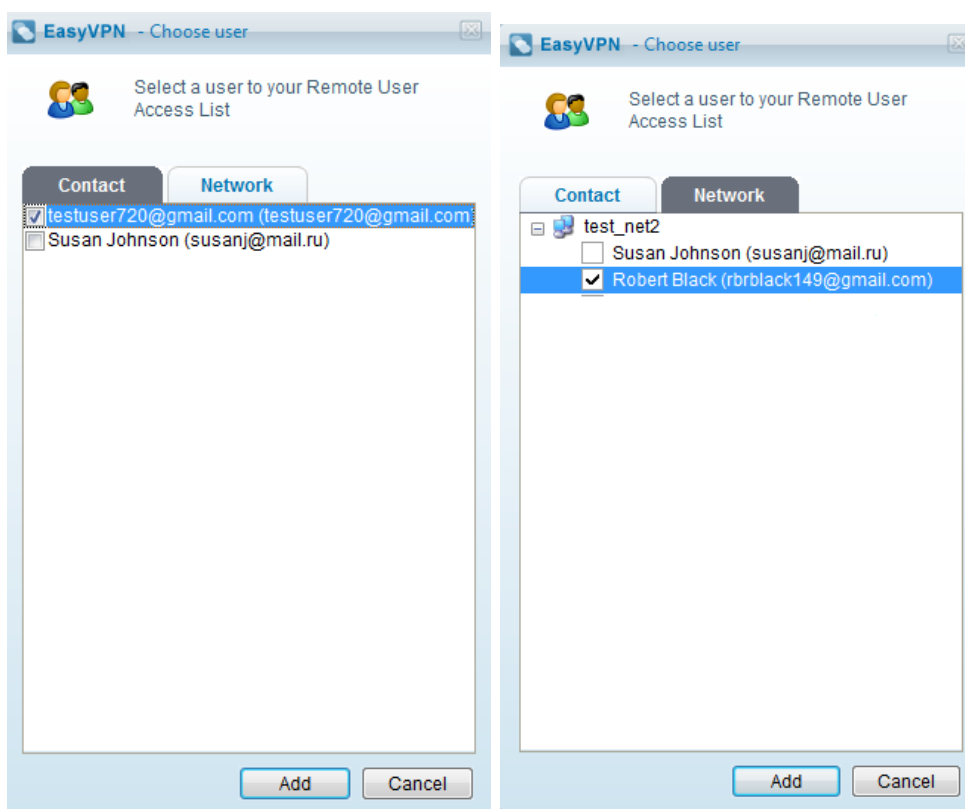 EasyVPN - Choose user
Select a user to your Remote User
Access List
Contact
Network
testuser720@gmail.com (testuser720@gmail.com
Susan Johnson (susanj@mail.ru)
Add
Cancel
EasyVPN - Choose user
Select a user to your Remote User
Access List
Contact
Network
test_net2
Susan Johnson (susanj@mail.ru)
Robert Black (rbrblack149@gmail.com)
Add
Cancel